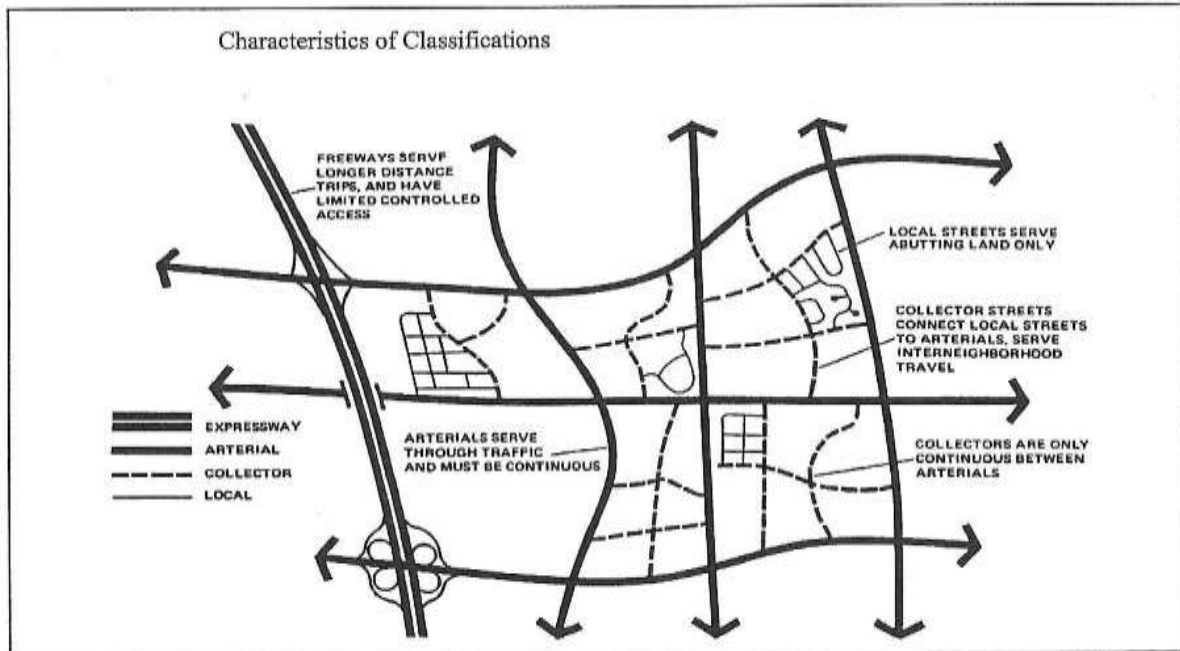 Characteristics of Classifications
FREEWAYS SERVE
LONGER DISTANCE
TRIPS, AND HAVE
LIMITED CONTROLLED
ACCESS
LOCAL STREETS SERVE
ABUTTING LAND ONLY
COLLECTOR STREETS
CONNECT LOCAL STREETS
TO ARTERIALS, SERVE
INTERNEIGHBORHOOD
TRAVEL
EXPRESSWAY
ARTERIAL
COLLECTOR
LOCAL
ARTERIALS SERVE
THROUGH TRAFFIC
AND MUST BE CONTINUOUS
COLLECTORS ARE ONLY
CONTINUOUS BETWEEN
ARTERIALS